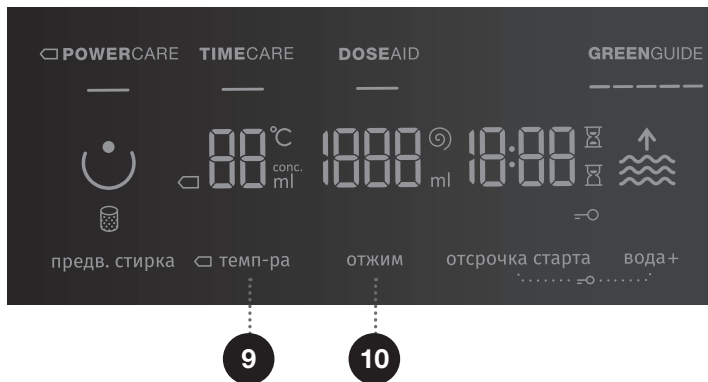 POWERCARE TIMECARE DOSEAID GREENGUIDE
88 °C 1888 18:88
conc.
ml ml
предв. стирка темп-ра отжим отсрочка старта вода+
9 10